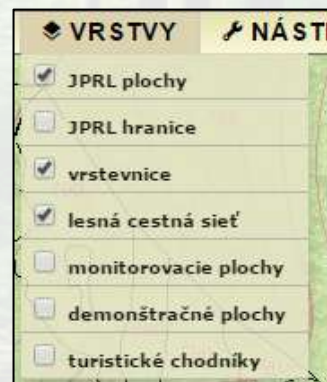 VRSTVY NÁST
JPRL plochy
JPRL hranice
vrstevnice
lesná cestná sieť
monitorovacie plochy
demonštračné plochy
turistické chodníky